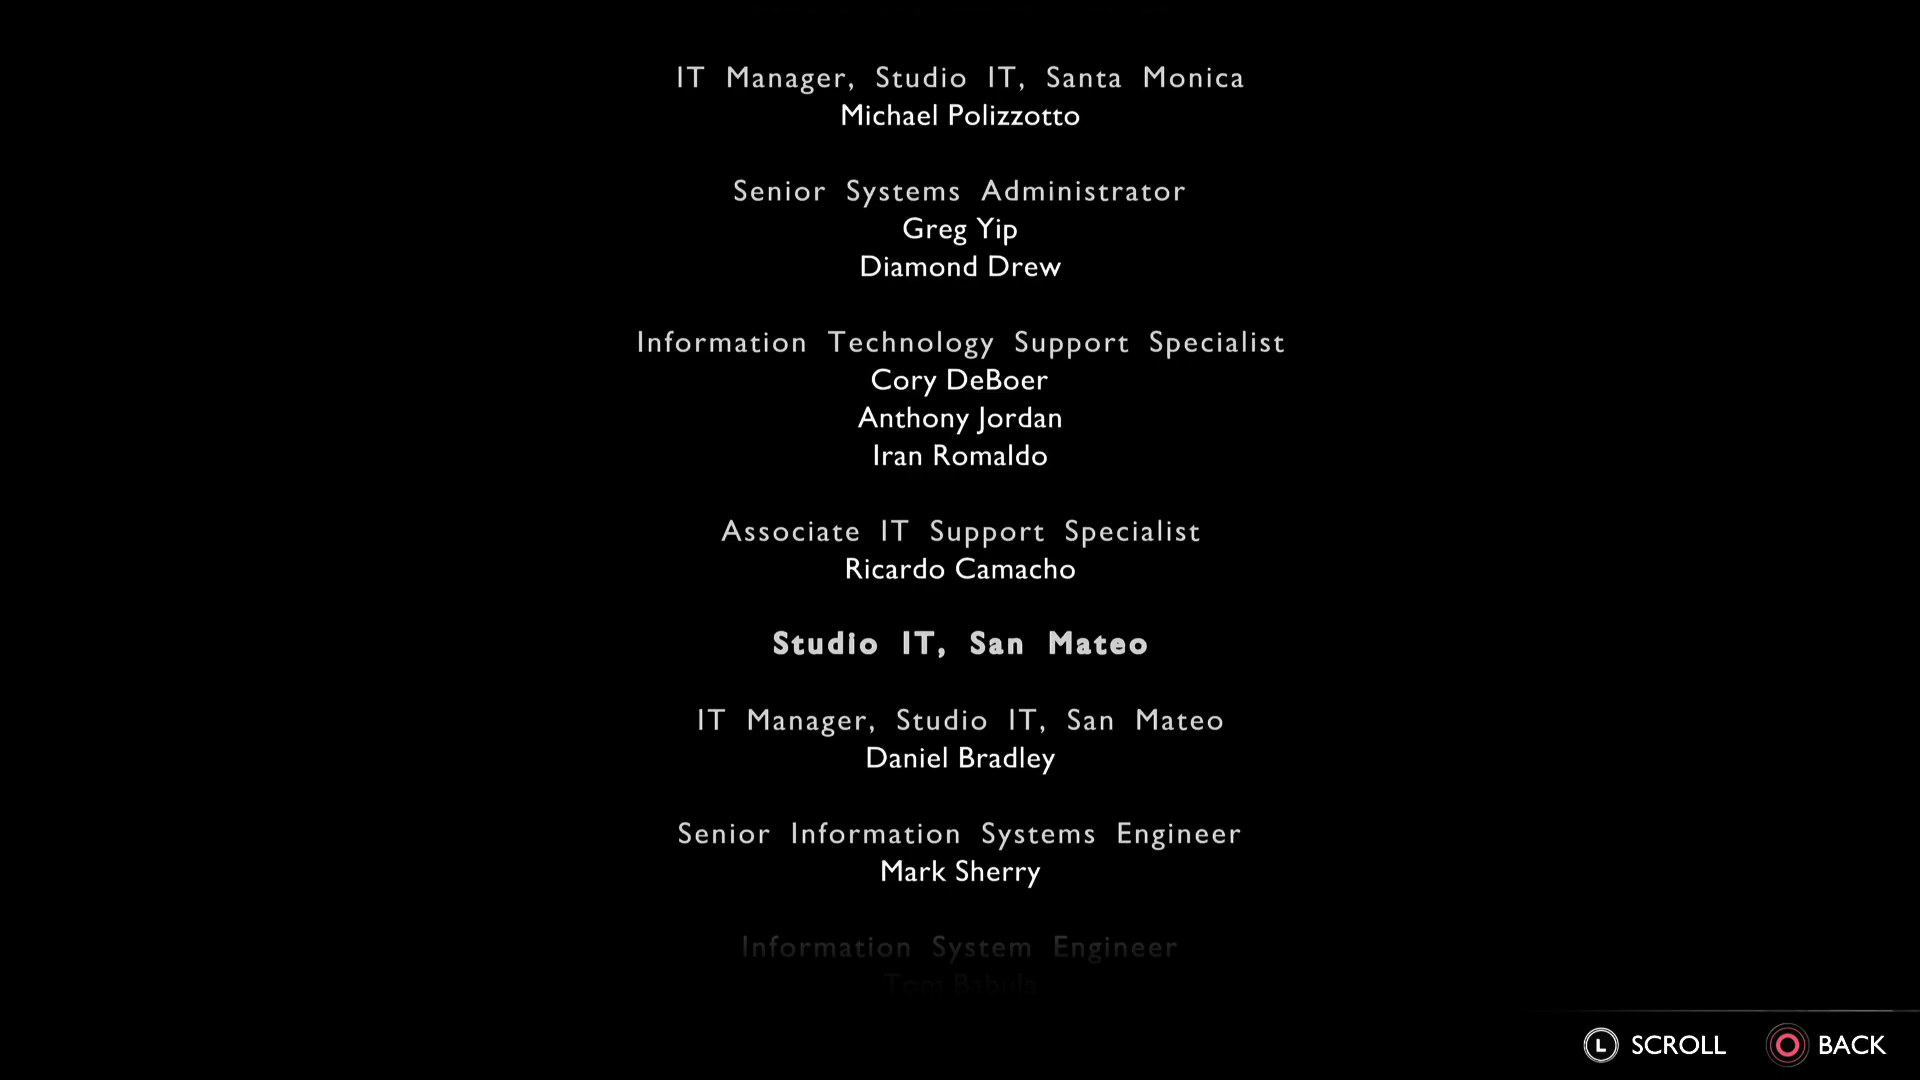 IT Manager, Studio IT, Santa Monica
Michael Polizzotto
Senior Systems Administrator
Greg Yip
Diamond Drew
Information Technology Support Specialist
Cory DeBoer
Anthony Jordan
Iran Romaldo
Associate IT Support Specialist
Ricardo Camacho
Studio IT, San Mateo
IT Manager, Studio IT, San Mateo
Daniel Bradley
Senior Information Systems Engineer
Mark Sherry
Information System Engineer
Tom Babula
L SCROLL
BACK